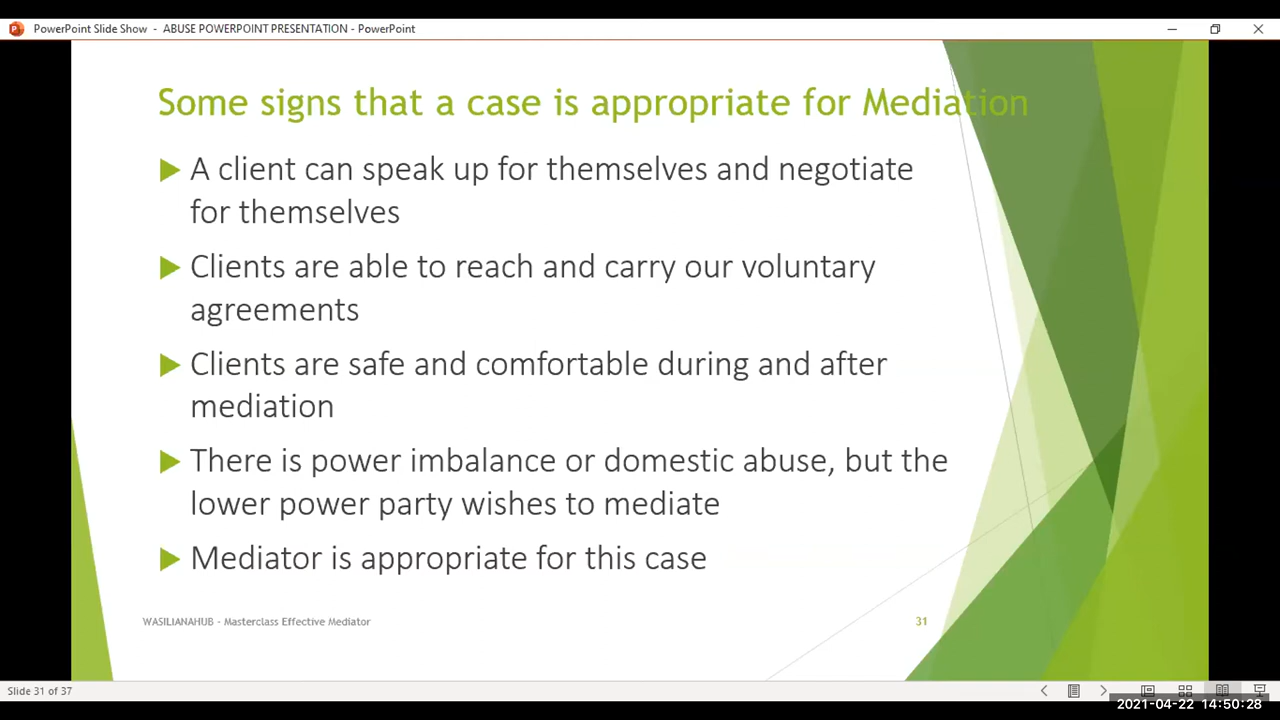 PowerPoint Slide Show - ABUSE POWERPOINT PRESENTATION - PowerPoint
Some signs that a case is appropriate for Mediation
A client can speak up for themselves and negotiate
for themselves
Clients are able to reach and carry our voluntary
agreements
Clients are safe and comfortable during and after
mediation
There is power imbalance or domestic abuse, but the
lower power party wishes to mediate
Mediator is appropriate for this case
WASILIANAHUB - Masterclass Effective Mediator
31
Slide 31 of 37
2021-04-22 14:50:28